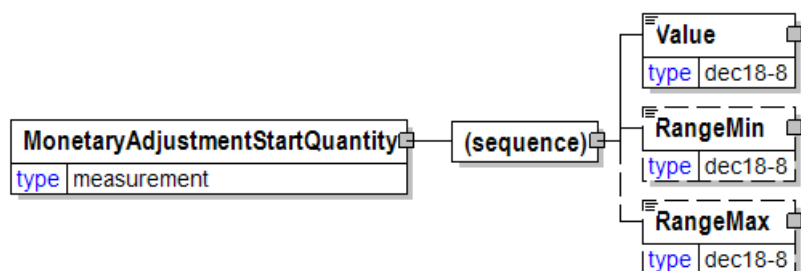 Value
type dec18-8
MonetaryAdjustmentStartQuantity
type measurement
(sequence)
RangeMin
type dec18-8
RangeMax
type dec18-8